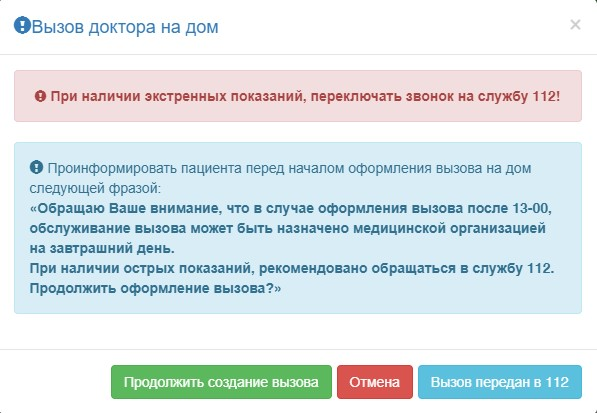 Вызов доктора на дом ×
При наличии экстренных показаний, переключать звонок на службу 112!
Проинформировать пациента перед началом оформления вызова на дом
следующей фразой:
«Обращаю Ваше внимание, что в случае оформления вызова после 13-00,
обслуживание вызова может быть назначено медицинской организацией
на завтрашний день.
При наличии острых показаний, рекомендовано обращаться в службу 112.
Продолжить оформление вызова?»
Продолжить создание вызова Отмена Вызов передан в 112